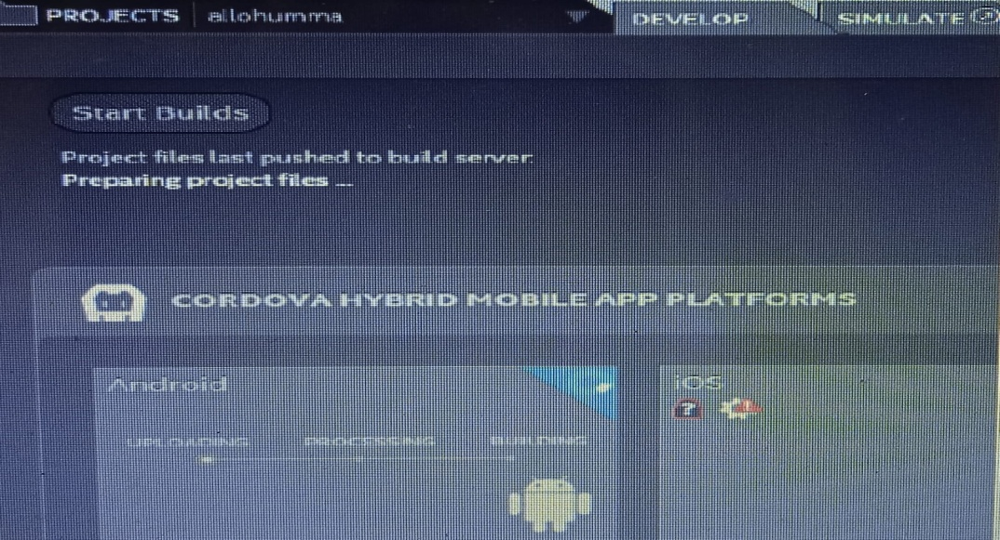 PROJECTS allohumma DEVELOP SIMULATE
Start Builds
Project files last pushed to build server:
Preparing project files ...
CORDOVA HYBRID MOBILE APP PLATFORMS
Android
iOS
?
UPLOADING PROCESSING BUILDING